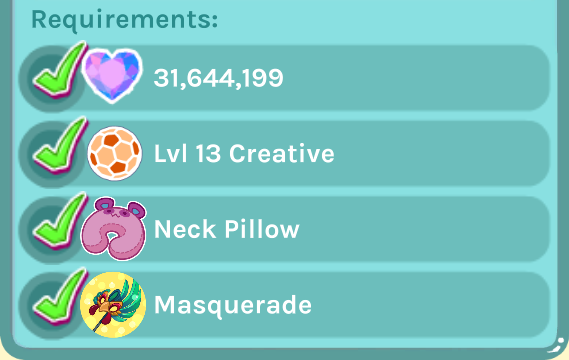 Requirements:
31,644,199
Lvl 13 Creative
Neck Pillow
Masquerade